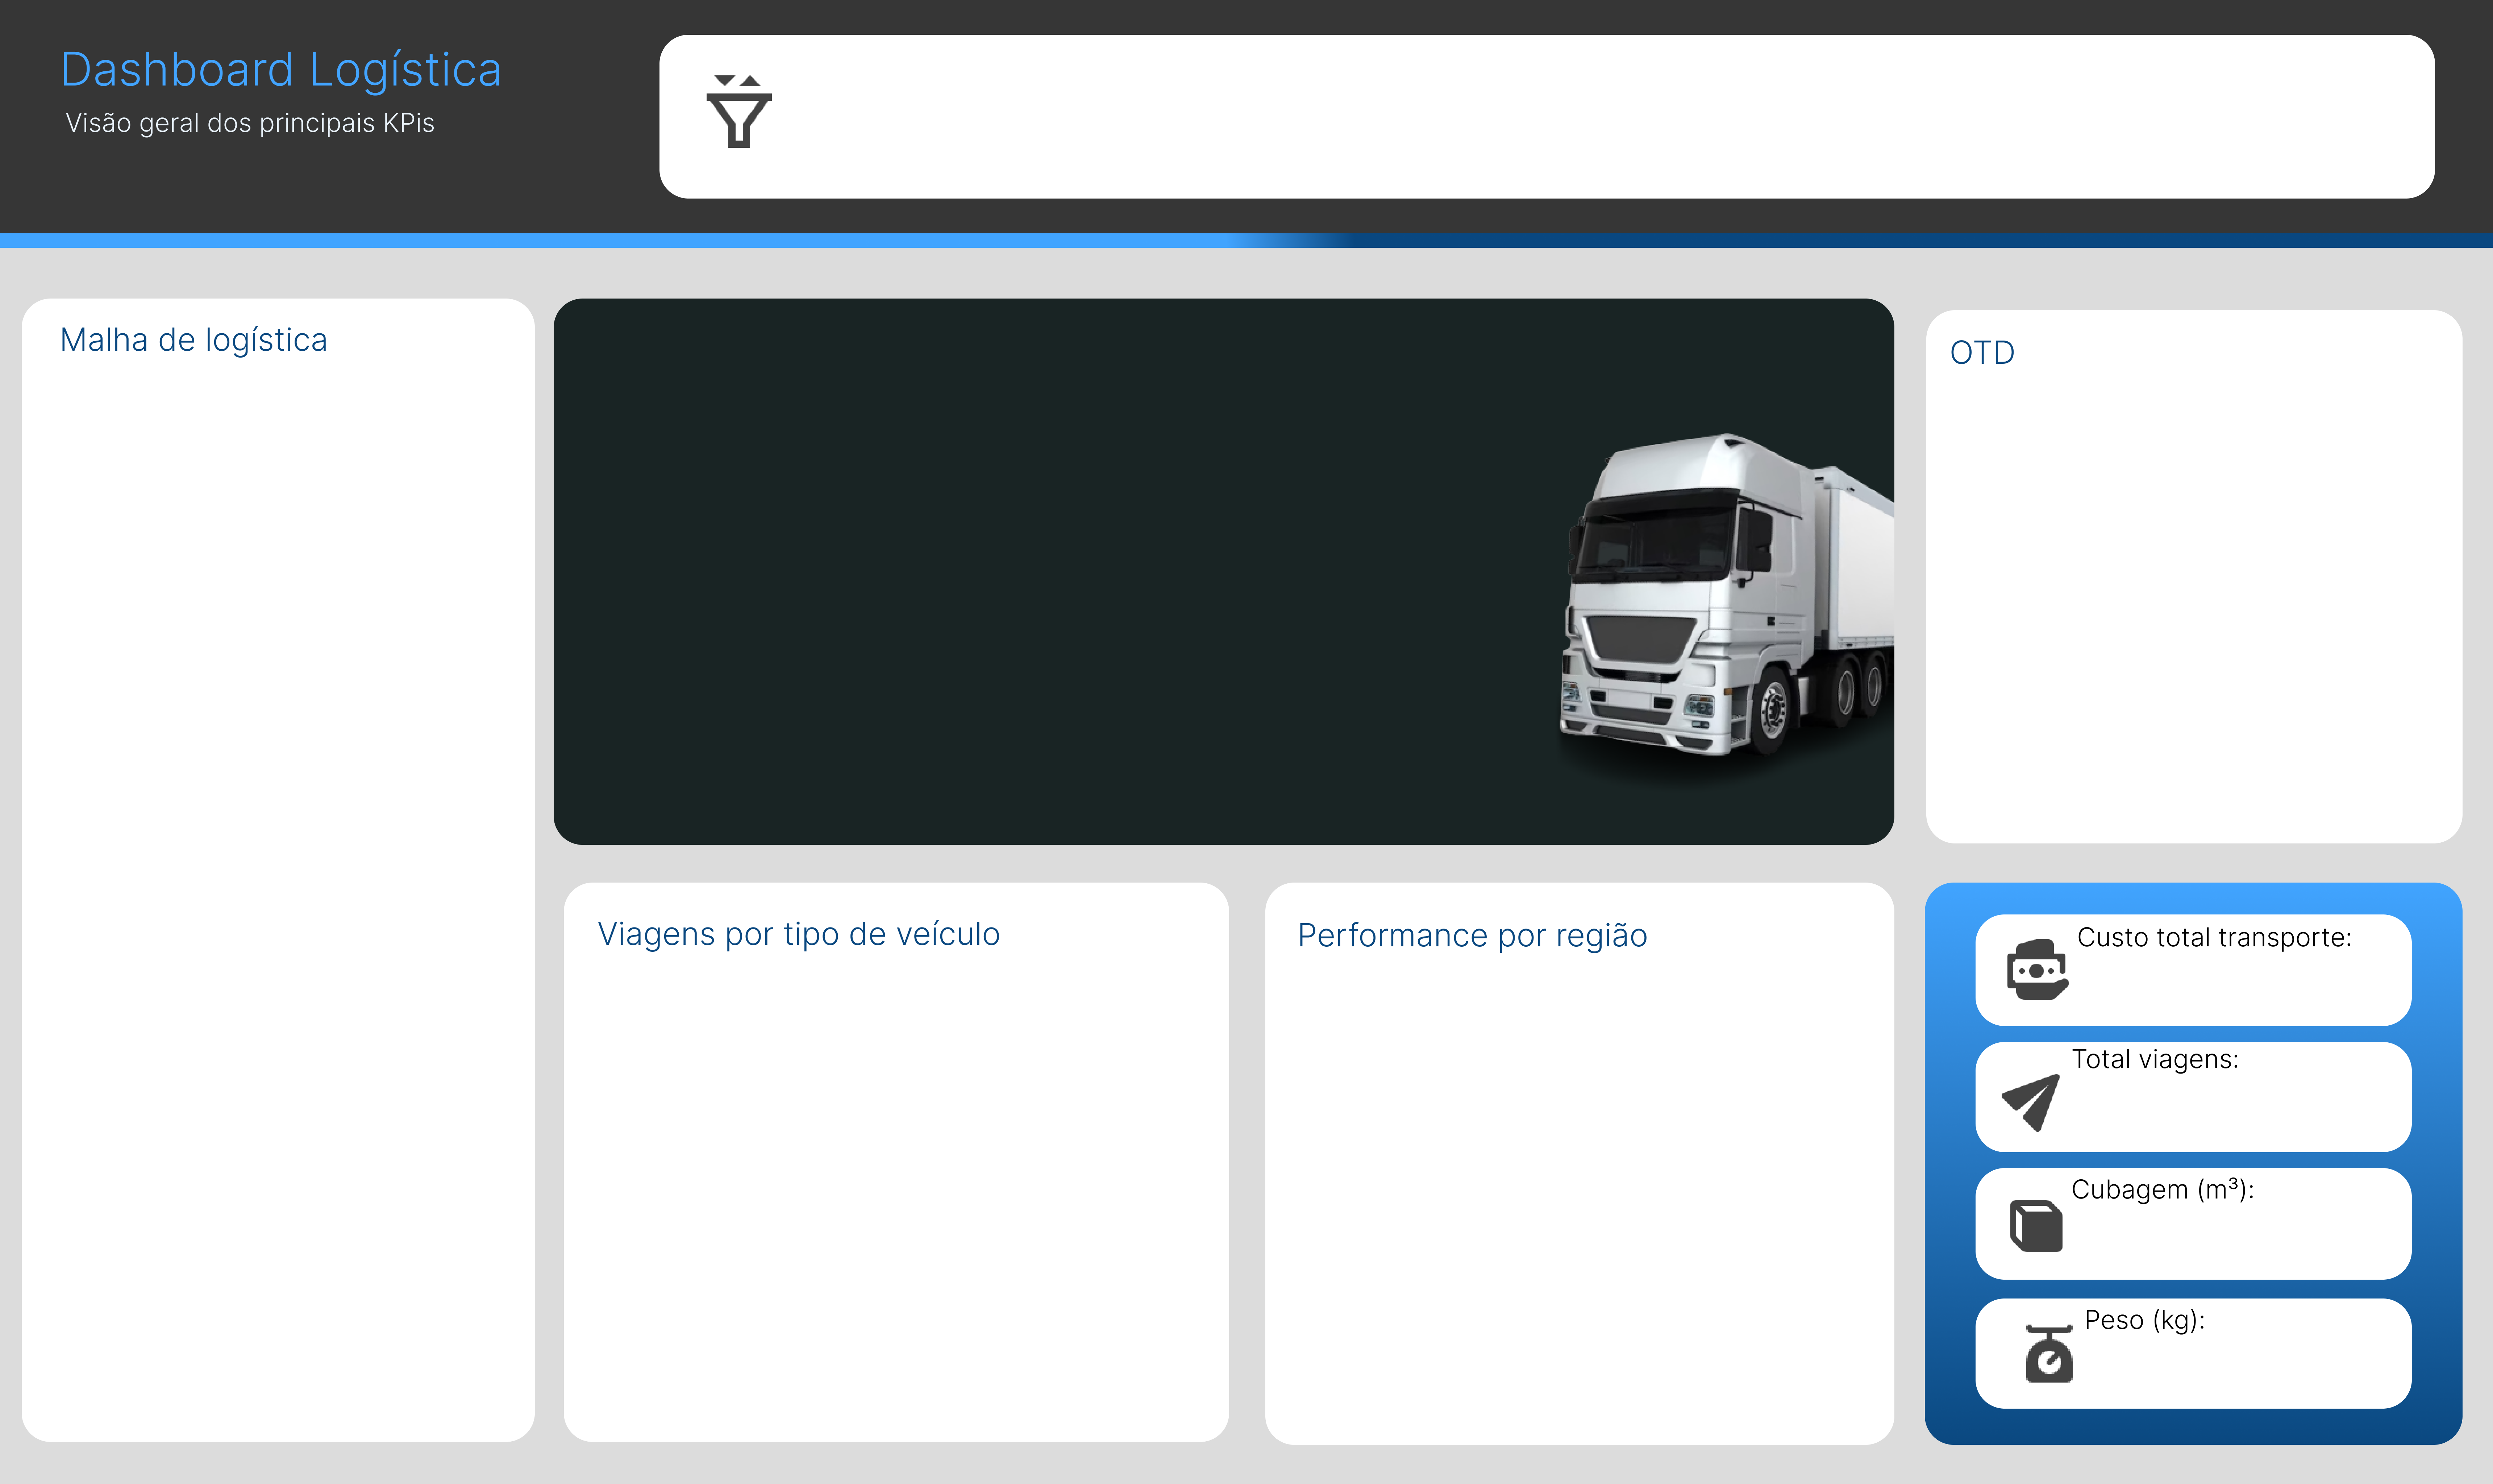 Dashboard Logística
Visão geral dos principais KPis
Malha de logística
OTD
Viagens por tipo de veículo
Performance por região
Custo total transporte:
Total viagens:
Cubagem (m³):
Peso (kg):